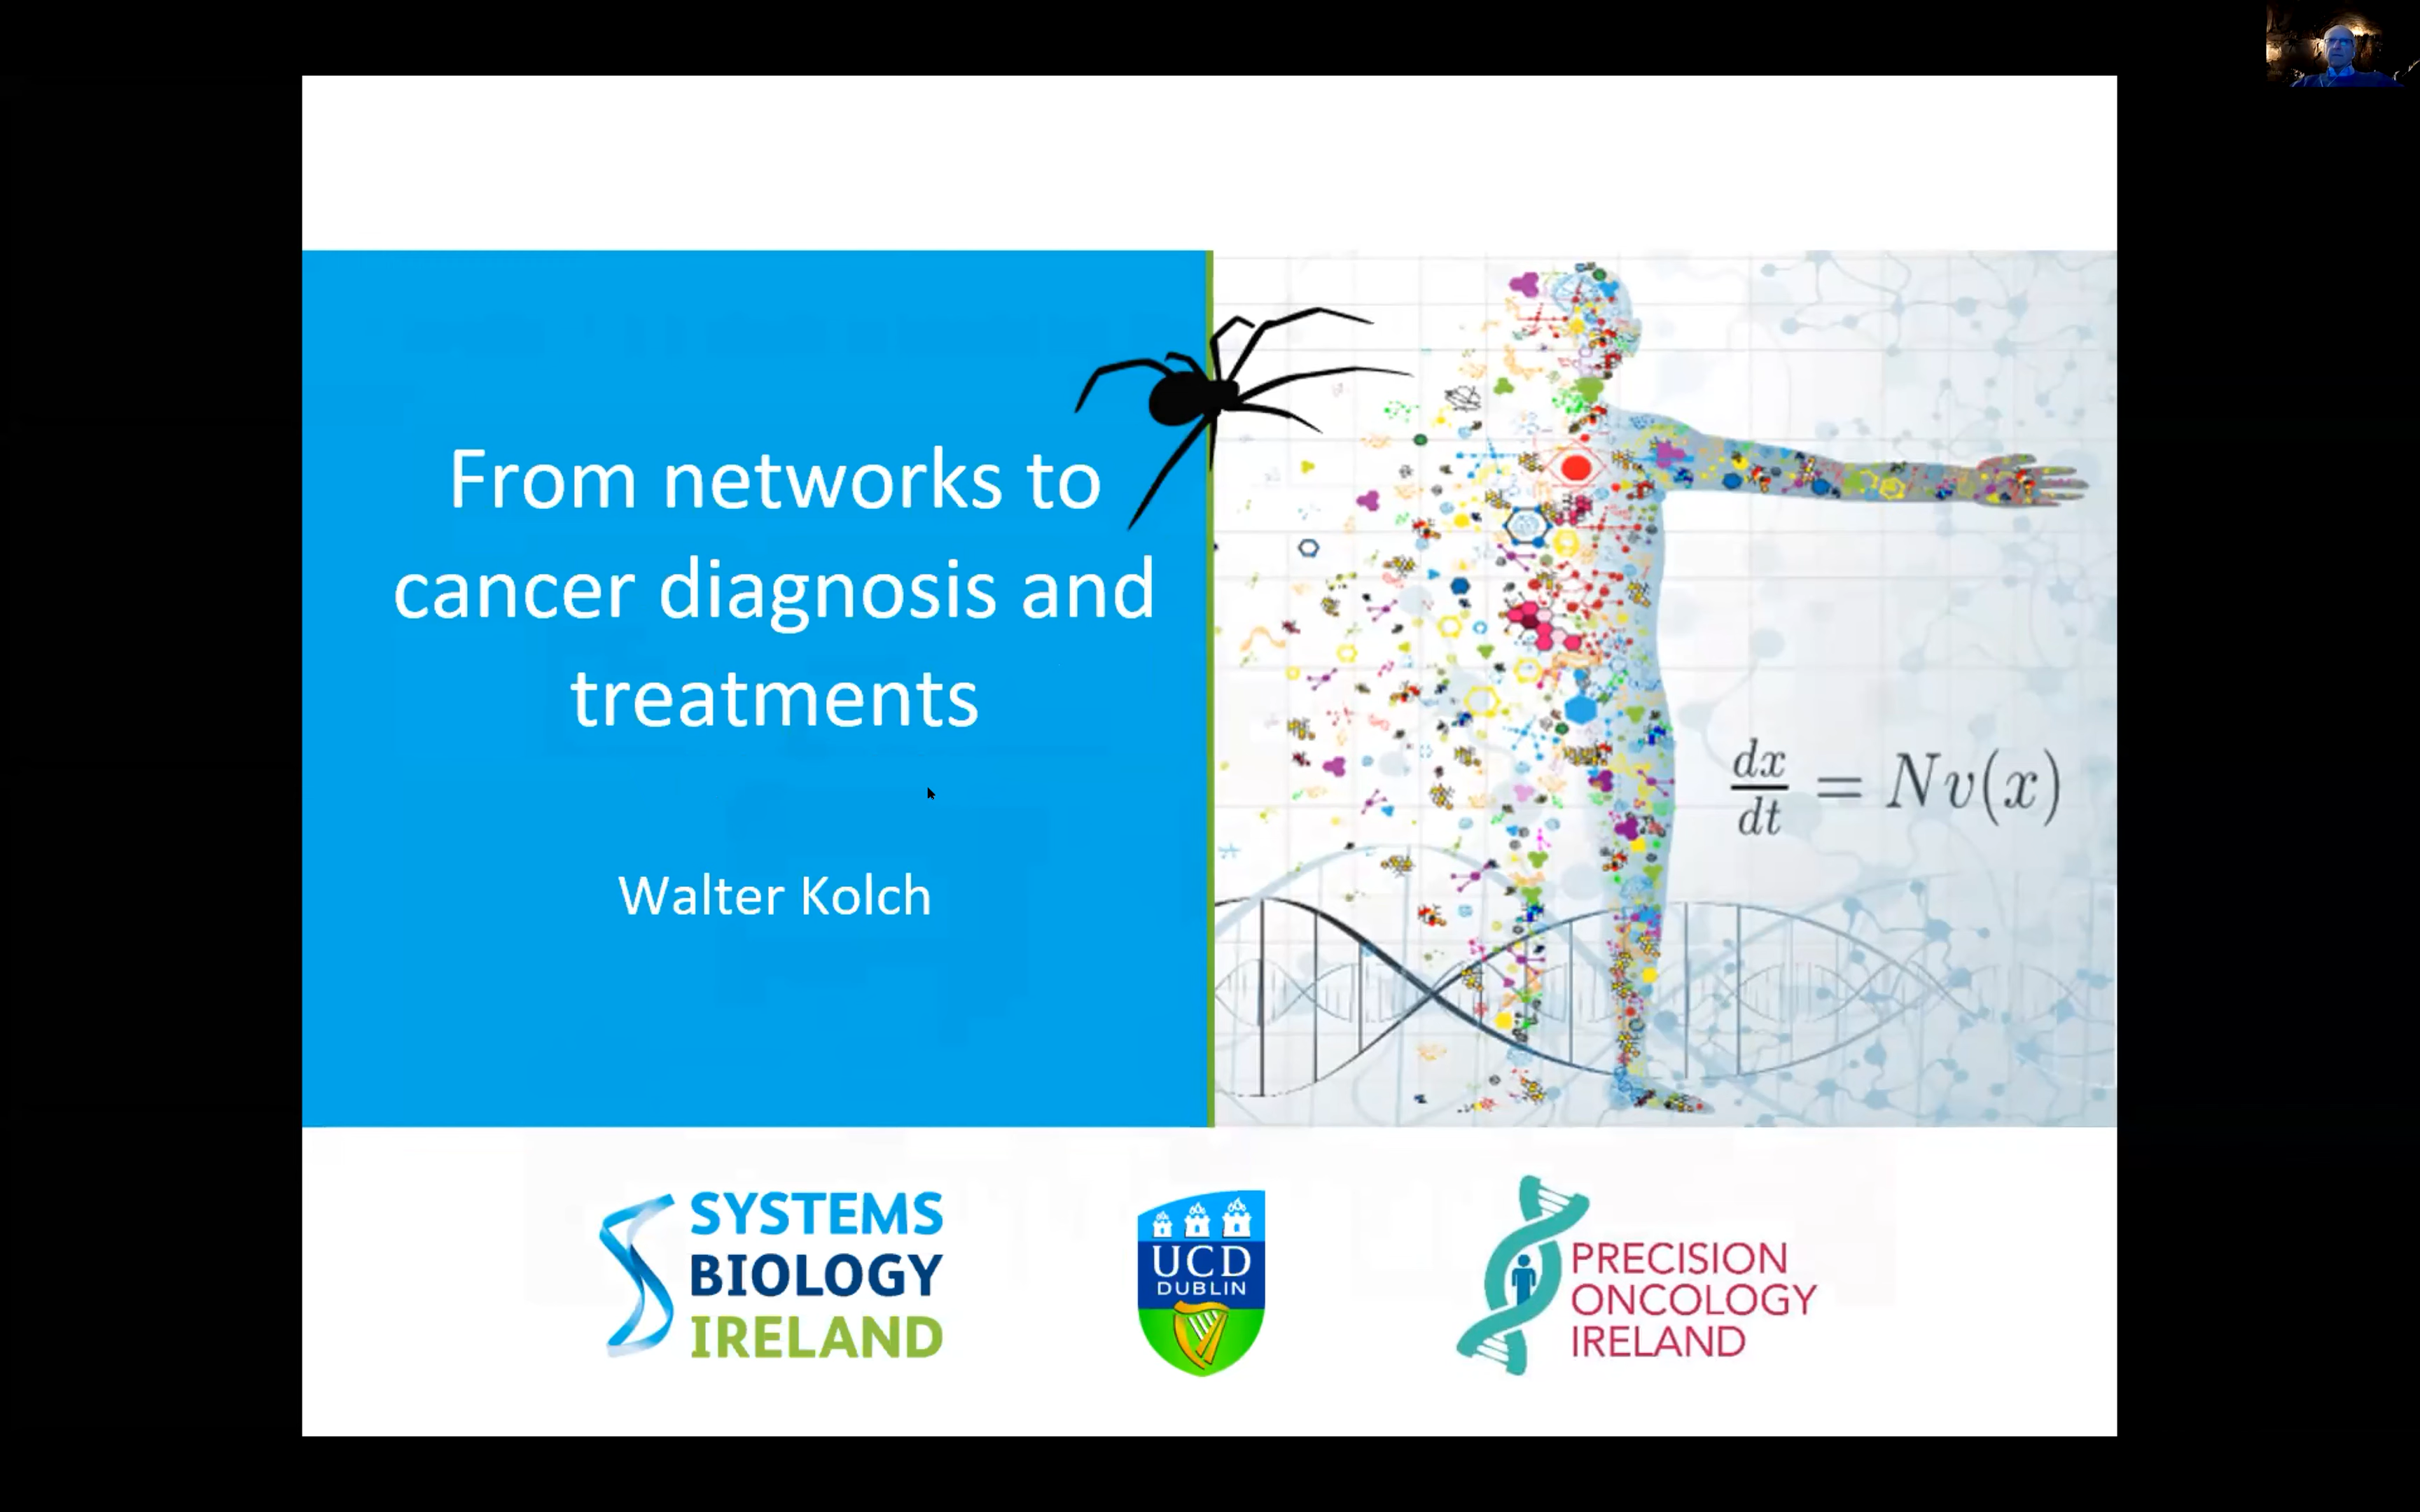 From networks to
cancer diagnosis and
treatments
Walter Kolch
dx/dt = Nv(x)
SYSTEMS
BIOLOGY
IRELAND
UCD
DUBLIN
PRECISION
ONCOLOGY
IRELAND